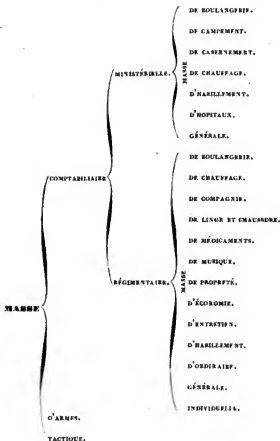 DE BOULANGERIE.
DE CAMPEMENT.
DE CASERNEMENT.
MINISTÉRIELLE.
MASSE
DE CHAUFFAGE.
D'HABILLEMENT.
D'HOPITAUX.
GÉNÉRALE.
COMPTABILIAIRE
DE BOULANGERIE.
DE CHAUFFAGE.
DE COMPAGNIE.
DE LINGE ET CHAUSSURE.
DE MÉDICAMENTS.
DE MUSIQUE.
RÉGIMENTAIRE.
MASSE
DE PROPRETÉ.
MASSE
D'ÉCONOMIE.
D'ENTRETIEN.
D'HABILLEMENT.
D'ORDINAIRE.
GÉNÉRALE.
INDIVIDUELLE.
D'ARMES.
TACTIQUE.